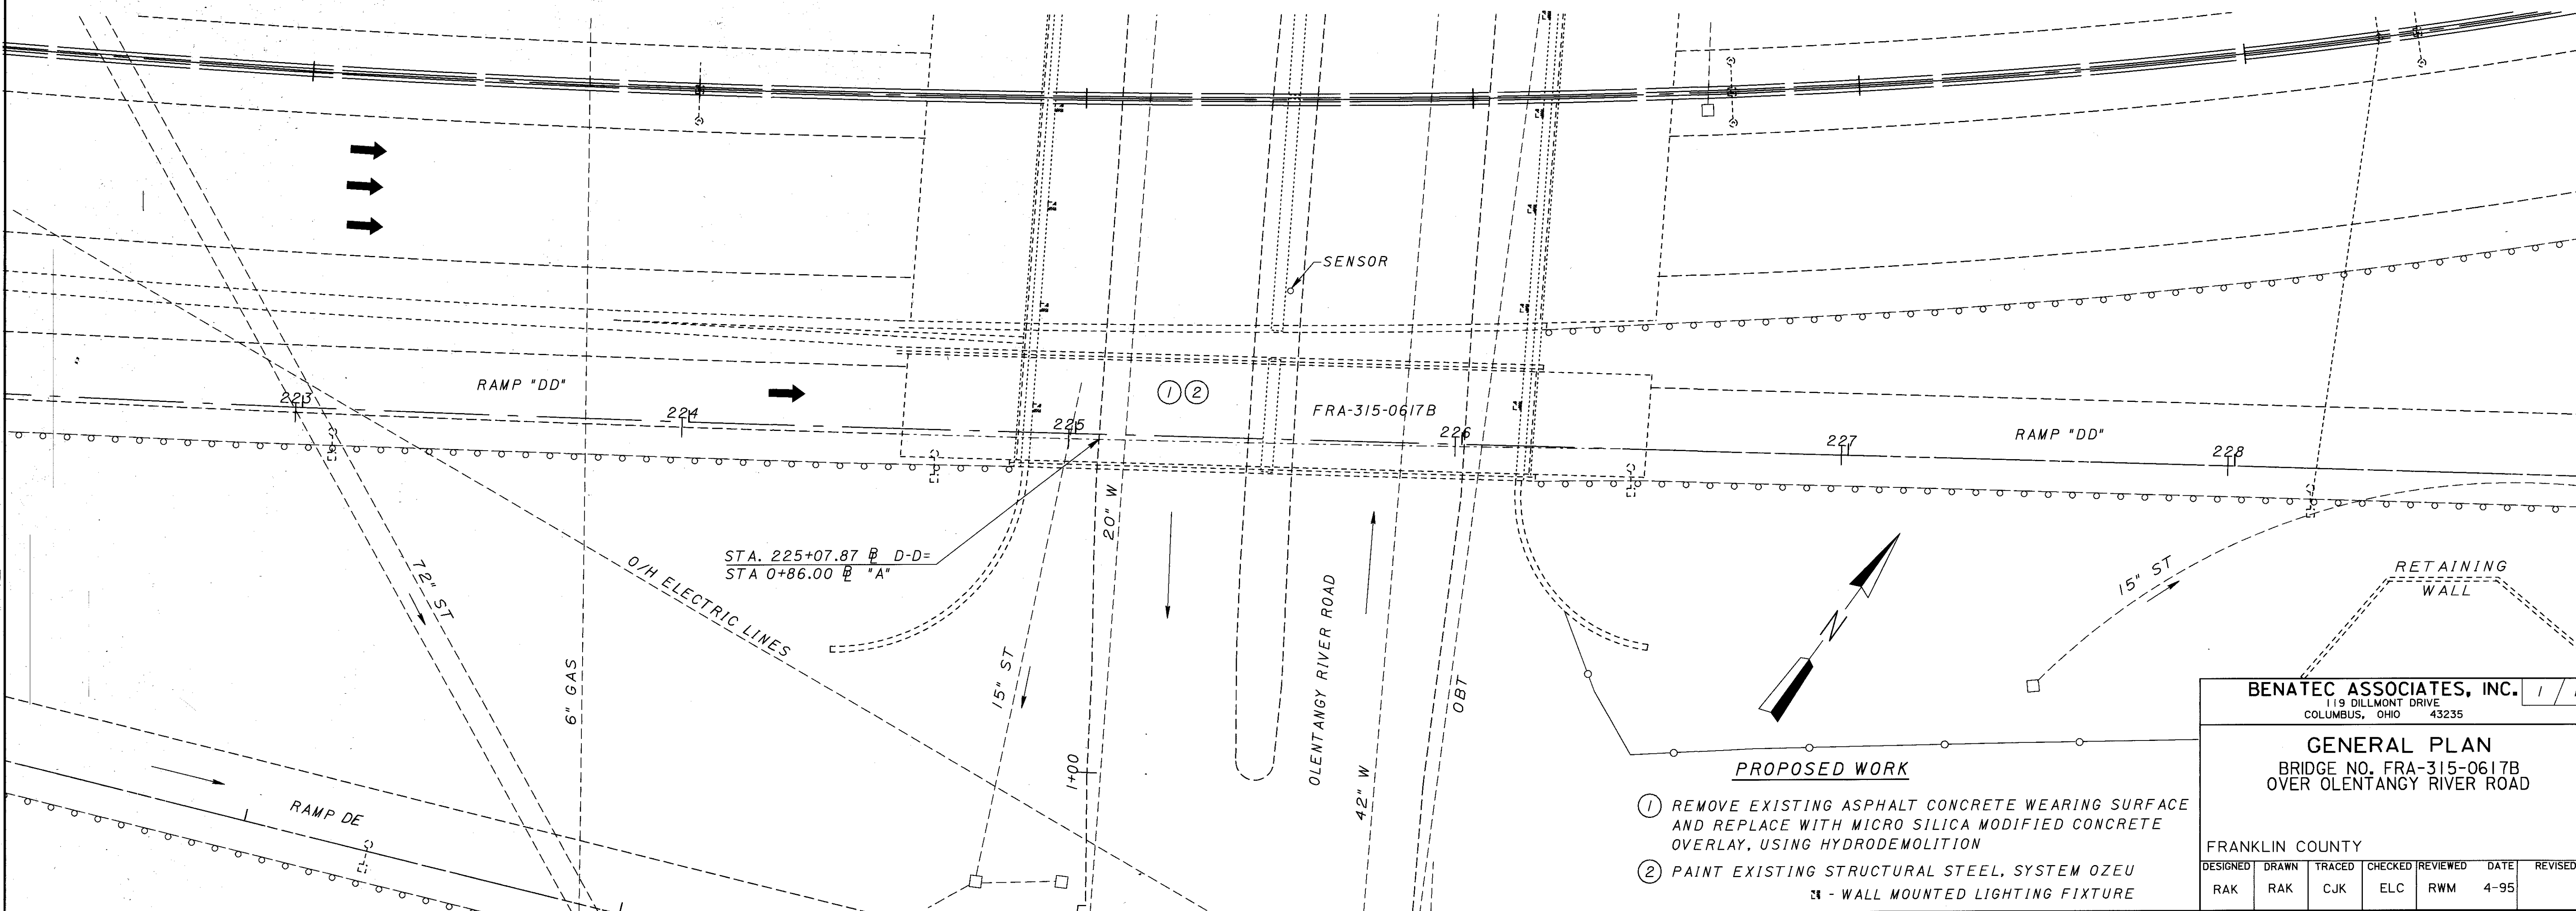 SENSOR
RAMP "DD"
223
224
225
① ②
FRA-315-0617B
226
227
RAMP "DD"
228
STA. 225+07.87 ⅊ D-D=
STA 0+86.00 ⅊ "A"
20" W
72" ST
O/H ELECTRIC LINES
6" GAS
15" ST
1+00
OLENTANGY RIVER ROAD
42" W
OBT
N
15" ST
RETAINING
WALL
RAMP DE
PROPOSED WORK
① REMOVE EXISTING ASPHALT CONCRETE WEARING SURFACE
AND REPLACE WITH MICRO SILICA MODIFIED CONCRETE
OVERLAY, USING HYDRODEMOLITION
② PAINT EXISTING STRUCTURAL STEEL, SYSTEM OZEU
- WALL MOUNTED LIGHTING FIXTURE
BENATEC ASSOCIATES, INC.
119 DILLMONT DRIVE
COLUMBUS, OHIO 43235
1 /
GENERAL PLAN
BRIDGE NO. FRA-315-0617B
OVER OLENTANGY RIVER ROAD
FRANKLIN COUNTY
DESIGNED DRAWN TRACED CHECKED REVIEWED DATE REVISED
RAK RAK CJK ELC RWM 4-95